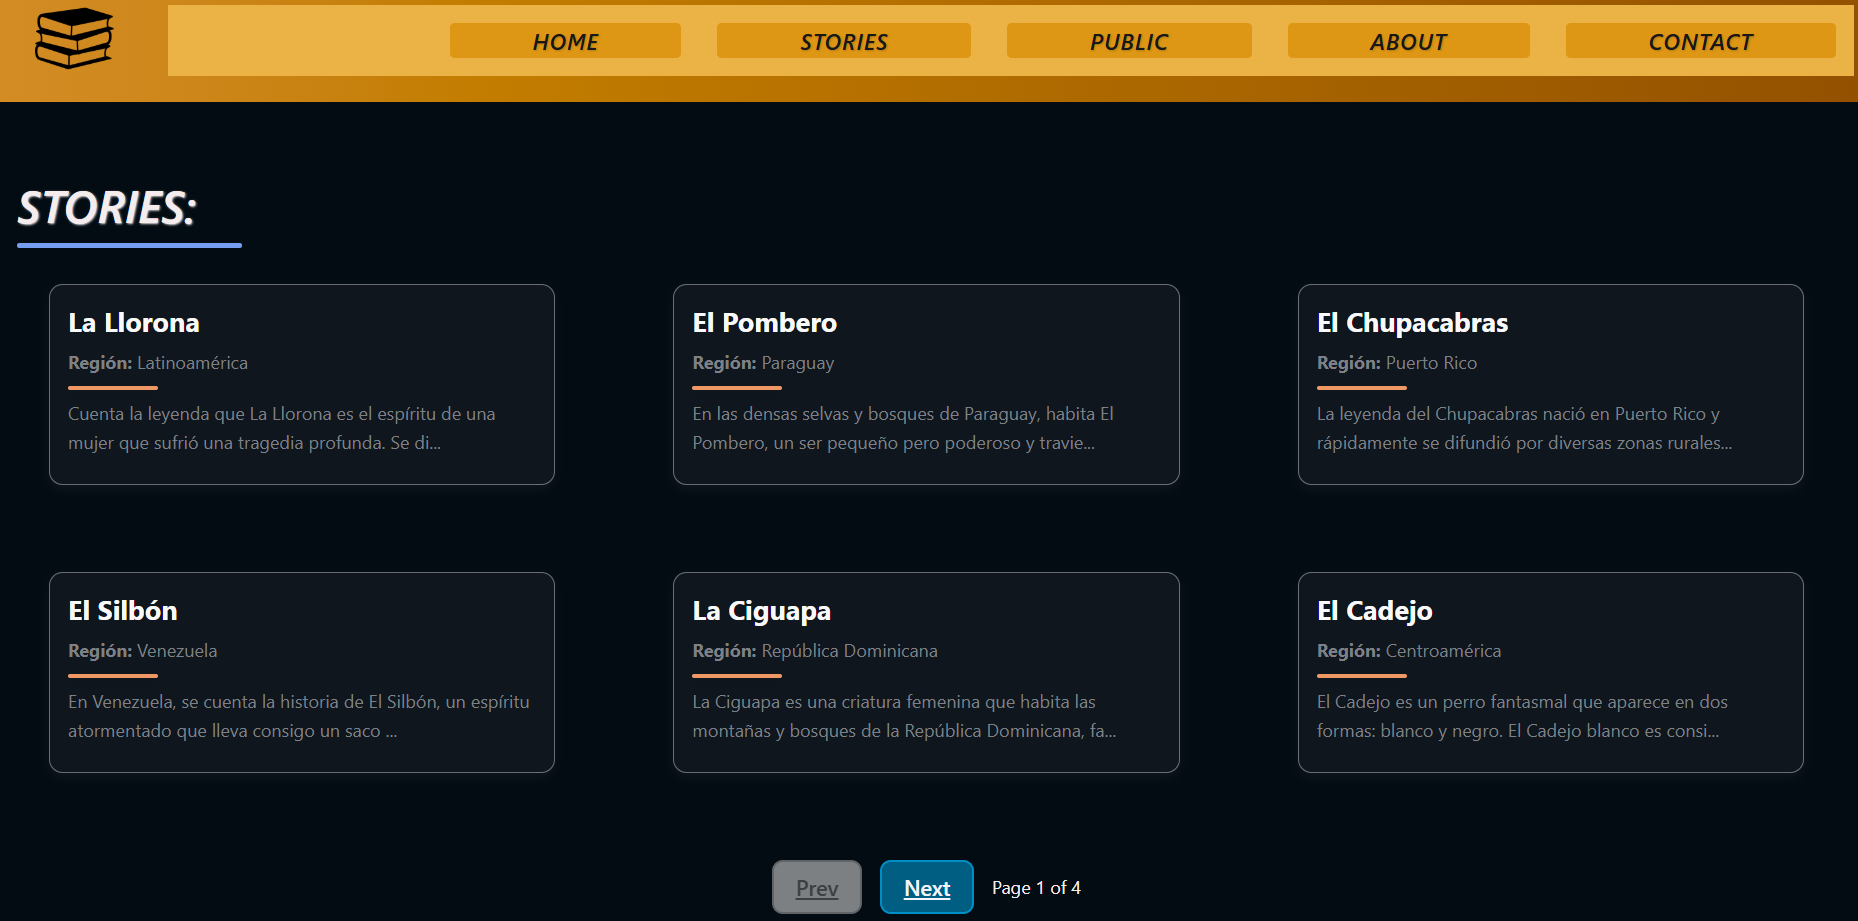 HOME
STORIES
PUBLIC
ABOUT
CONTACT
STORIES:
La Llorona
Región: Latinoamérica
Cuenta la leyenda que La Llorona es el espíritu de una
mujer que sufrió una tragedia profunda. Se di...
El Pombero
Región: Paraguay
En las densas selvas y bosques de Paraguay, habita El
Pombero, un ser pequeño pero poderoso y travie...
El Chupacabras
Región: Puerto Rico
La leyenda del Chupacabras nació en Puerto Rico y
rápidamente se difundió por diversas zonas rurales...
El Silbón
Región: Venezuela
En Venezuela, se cuenta la historia de El Silbón, un espíritu
atormentado que lleva consigo un saco ...
La Ciguapa
Región: República Dominicana
La Ciguapa es una criatura femenina que habita las
montañas y bosques de la República Dominicana, fa...
El Cadejo
Región: Centroamérica
El Cadejo es un perro fantasmal que aparece en dos
formas: blanco y negro. El Cadejo blanco es consi...
Prev
Next
Page 1 of 4